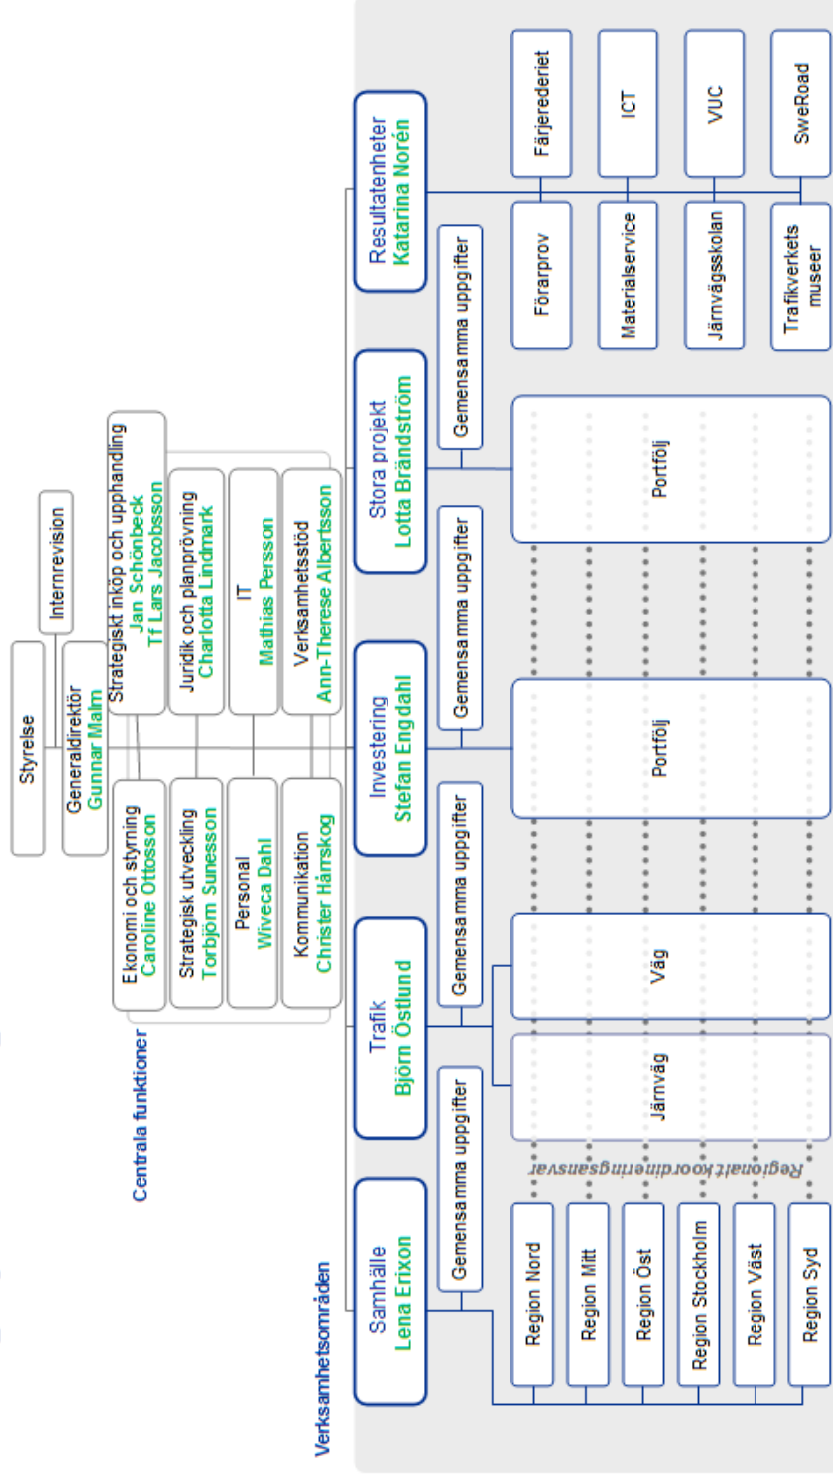 Styrelse
Internrevision
Generaldirektör
Gunnar Malm
Centrala funktioner
Ekonomi och styrning
Caroline Ottosson
Strategiskt inköp och upphandling
Jan Schönbeck
Tf Lars Jacobsson
Strategisk utveckling
Torbjörn Sunesson
Juridik och planprövning
Charlotta Lindmark
Personal
Wiveca Dahl
IT
Mathias Persson
Kommunikation
Christer Hårrskog
Verksamhetsstöd
Ann-Therese Albertsson
Verksamhetsområden
Samhälle
Lena Erixon
Trafik
Björn Östlund
Investering
Stefan Engdahl
Stora projekt
Lotta Brändström
Resultatenheter
Katarina Norén
Gemensamma uppgifter
Gemensamma uppgifter
Gemensamma uppgifter
Gemensamma uppgifter
Region Nord
Region Mitt
Region Öst
Region Stockholm
Region Väst
Region Syd
Regionalt koordineringsansvar
Järnväg
Väg
Portfölj
Portfölj
Förarprov
Färjerederiet
Materialservice
ICT
Järnvägsskolan
VUC
Trafikverkets
museer
SweRoad